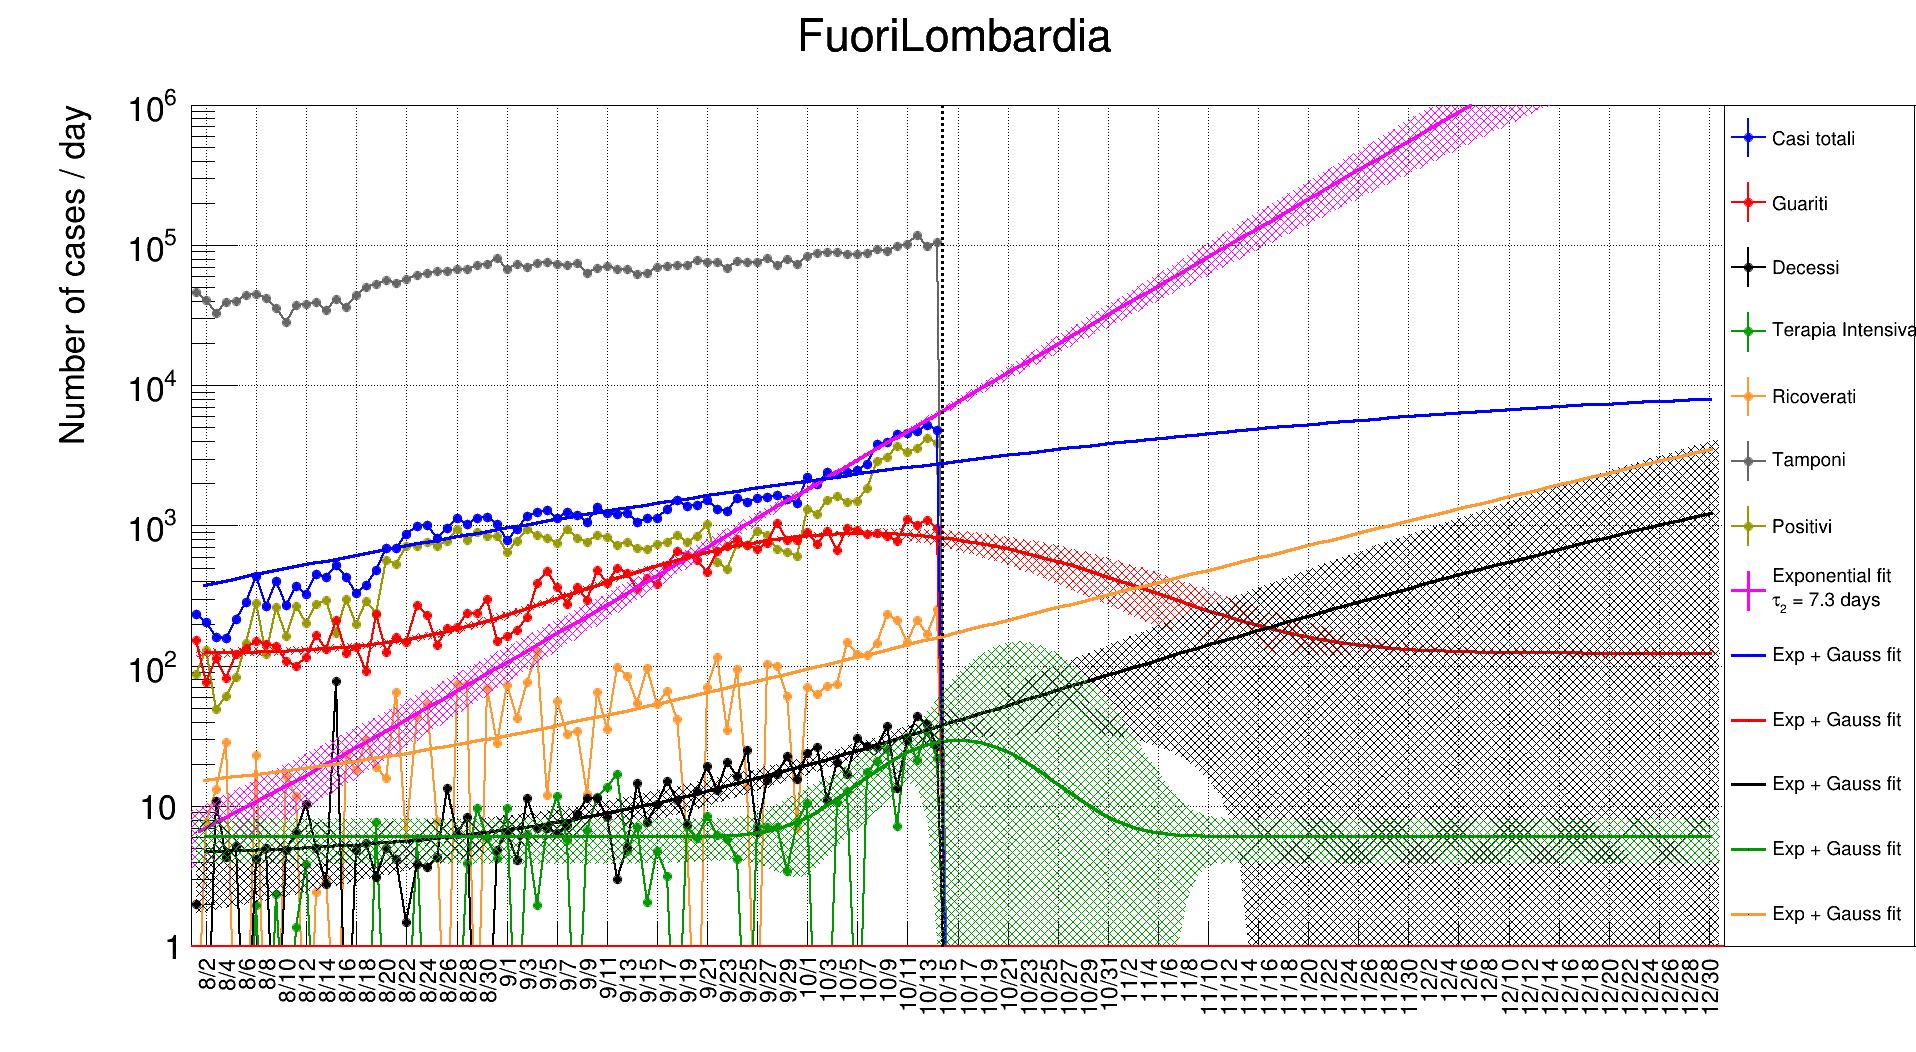 FuoriLombardia
Number of cases / day
10^6
10^5
10^4
10^3
10^2
10
1
8/2 8/4 8/6 8/8 8/10 8/12 8/14 8/16 8/18 8/20 8/22 8/24 8/26 8/28 8/30 9/1 9/3 9/5 9/7 9/9 9/11 9/13 9/15 9/17 9/19 9/21 9/23 9/25 9/27 9/29 10/1 10/3 10/5 10/7 10/9 10/11 10/13 10/15 10/17 10/19 10/21 10/23 10/25 10/27 10/29 10/31 11/2 11/4 11/6 11/8 11/10 11/12 11/14 11/16 11/18 11/20 11/22 11/24 11/26 11/28 11/30 12/2 12/4 12/6 12/8 12/10 12/12 12/14 12/16 12/18 12/20 12/22 12/24 12/26 12/28 12/30
Casi totali
Guariti
Decessi
Terapia Intensiva
Ricoverati
Tamponi
Positivi
Exponential fit
τ₂ = 7.3 days
Exp + Gauss fit
Exp + Gauss fit
Exp + Gauss fit
Exp + Gauss fit
Exp + Gauss fit